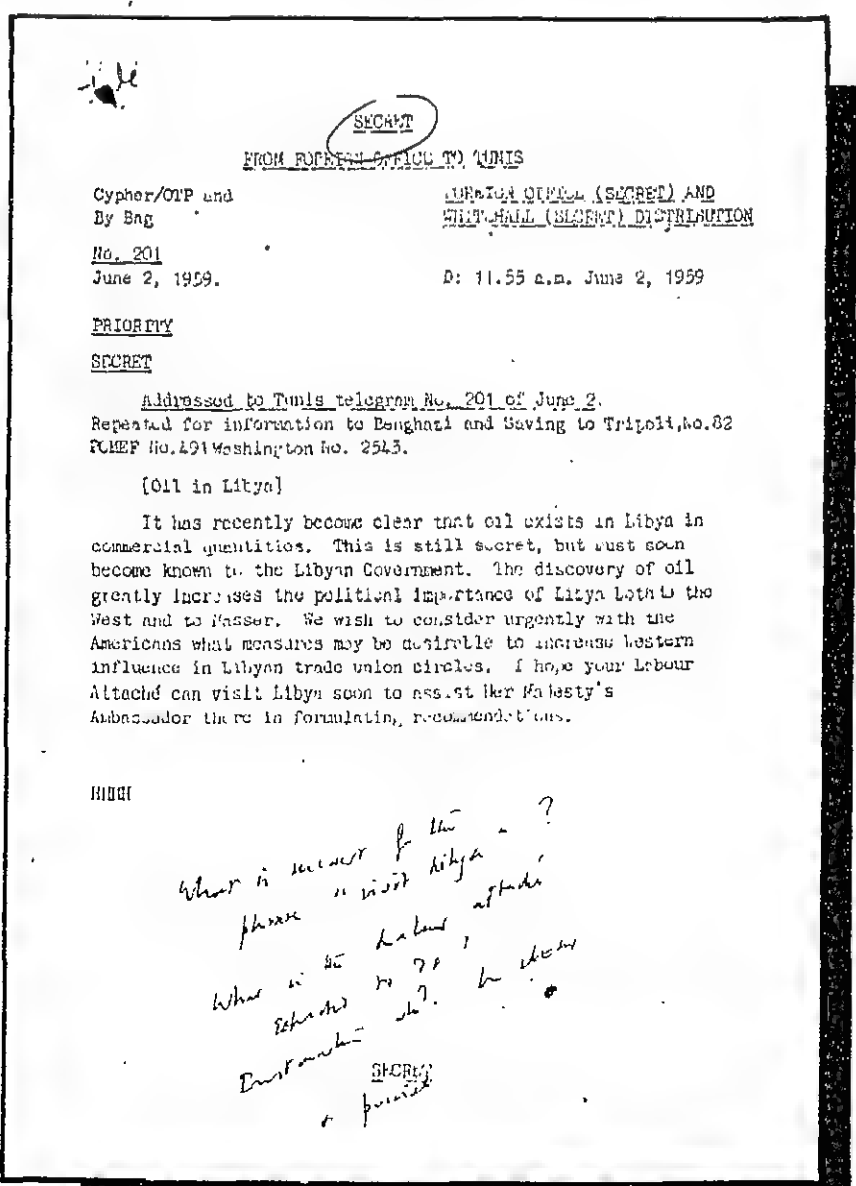 SECRET
FROM FOREIGN OFFICE TO TUNIS
Cypher/OTP and
By Bag
FOREIGN OFFICE (SECRET) AND
WHITEHALL (SECRET) DISTRIBUTION
No. 201
June 2, 1959.
D: 11.55 a.m. June 2, 1959
PRIORITY
SECRET
Addressed to Tunis telegram No. 201 of June 2.
Repeated for information to Benghazi and Saving to Tripoli, No.82
POMEF No.491 Washington No. 2543.
[Oil in Libya]
It has recently become clear that oil exists in Libya in
commercial quantities. This is still secret, but must soon
become known to the Libyan Government. The discovery of oil
greatly increases the political importance of Libya both to the
West and to Nasser. We wish to consider urgently with the
Americans what measures may be desirable to increase Western
influence in Libyan trade union circles. I hope your Labour
Attaché can visit Libya soon to assist Her Majesty's
Ambassador there in formulating recommendations.
What is meant by the
phrase "visit Libya"?
What is the Labour attaché
expected to do?
SECRET